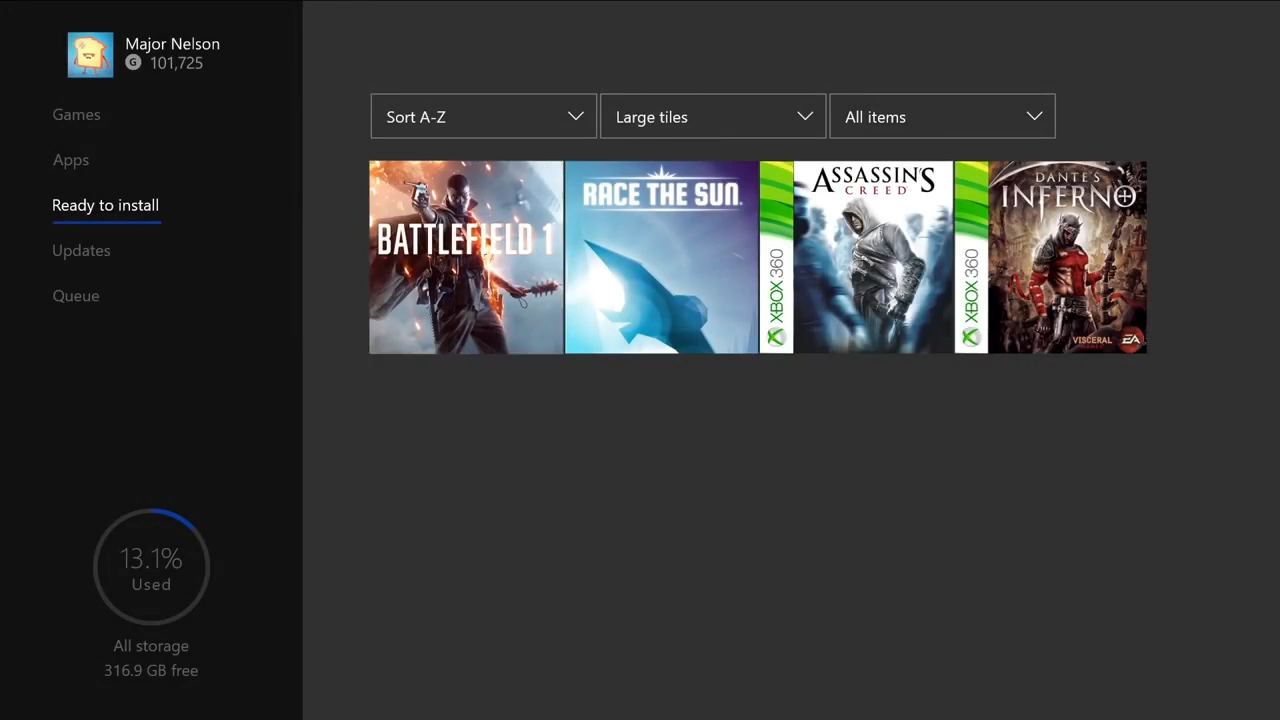 Major Nelson
G 101,725
Games
Apps
Ready to install
Updates
Queue
13.1%
Used
All storage
316.9 GB free
Sort A-Z
Large tiles
All items
BATTLEFIELD 1
RACE THE SUN.
XBOX 360
ASSASSIN'S
CREED
XBOX 360
DANTE'S
INFERNO
VISCERAL
GAMES
EA